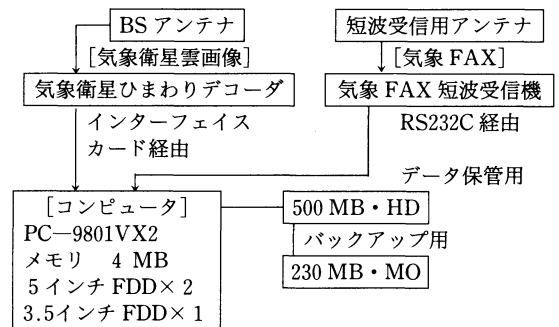 BS アンテナ
短波受信用アンテナ
[気象衛星雲画像]
[気象 FAX]
気象衛星ひまわりデコーダ
気象 FAX 短波受信機
インターフェイス
カード経由
RS232C 経由
データ保管用
[コンピュータ]
PC―9801VX2
メモリ 4 MB
5 インチ FDD×2
3.5インチ FDD×1
500 MB・HD
バックアップ用
230 MB・MO